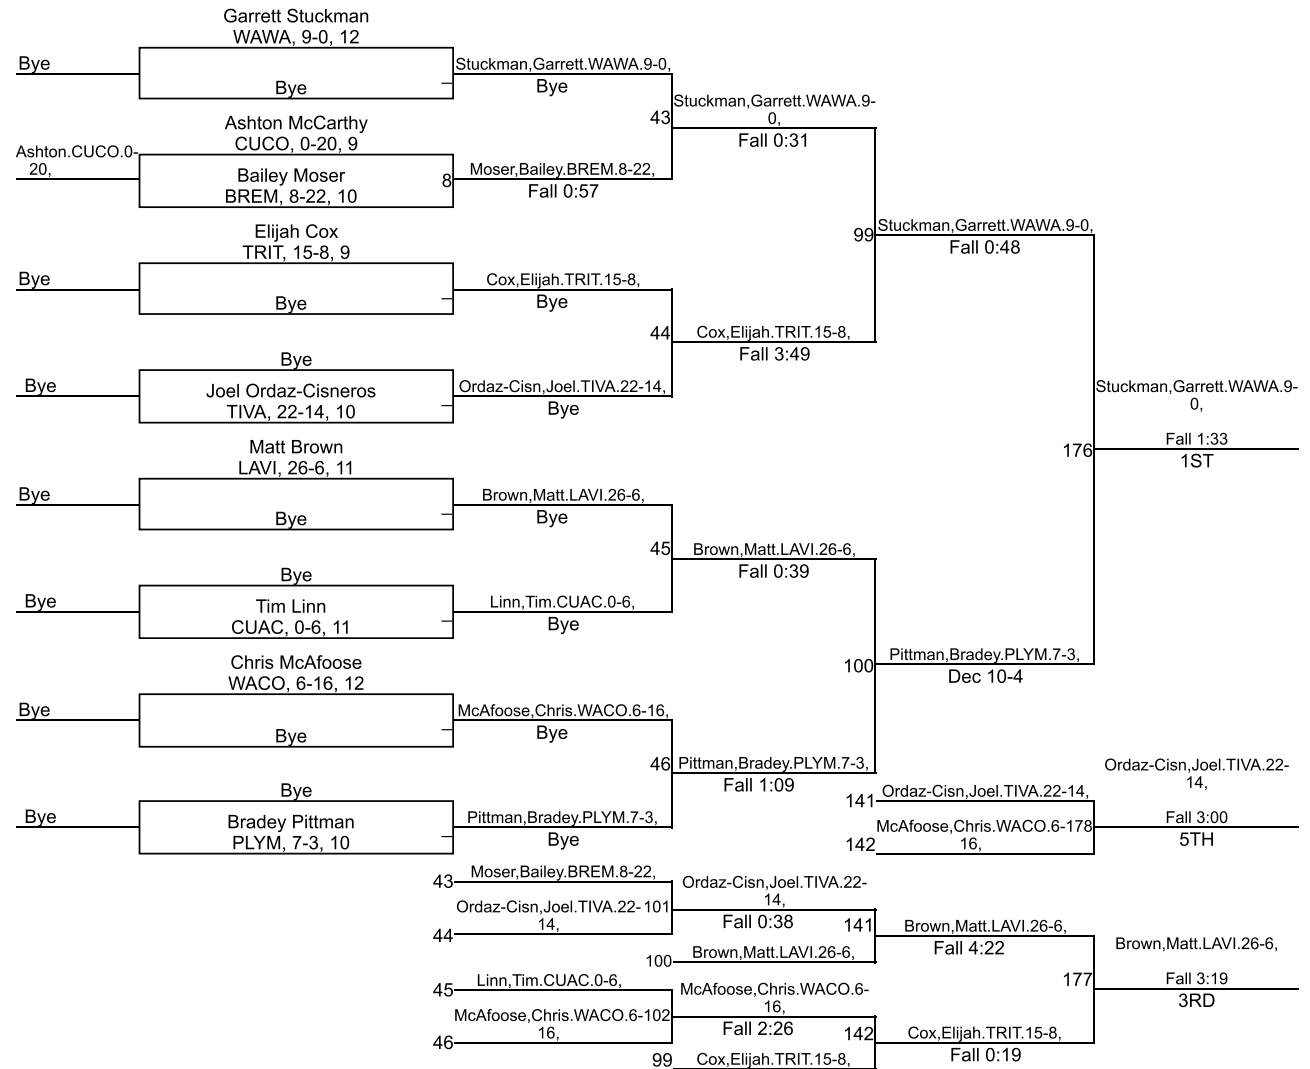 Garrett Stuckman
WAWA, 9-0, 12
Bye
Bye
Stuckman,Garrett.WAWA.9-0,
Bye
43
Stuckman,Garrett.WAWA.9-
0,
Fall 0:31
Ashton McCarthy
CUCO, 0-20, 9
Ashton.CUCO.0-
20,
Bailey Moser
BREM, 8-22, 10
8
Moser,Bailey.BREM.8-22,
Fall 0:57
99
Stuckman,Garrett.WAWA.9-0,
Fall 0:48
Elijah Cox
TRIT, 15-8, 9
Bye
Bye
Cox,Elijah.TRIT.15-8,
Bye
44
Cox,Elijah.TRIT.15-8,
Fall 3:49
Bye
Bye
Joel Ordaz-Cisneros
TIVA, 22-14, 10
Ordaz-Cisn,Joel.TIVA.22-14,
Bye
176
Stuckman,Garrett.WAWA.9-
0,
Fall 1:33
1ST
Matt Brown
LAVI, 26-6, 11
Bye
Bye
Brown,Matt.LAVI.26-6,
Bye
45
Brown,Matt.LAVI.26-6,
Fall 0:39
Bye
Bye
Tim Linn
CUAC, 0-6, 11
Linn,Tim.CUAC.0-6,
Bye
100
Pittman,Bradey.PLYM.7-3,
Dec 10-4
Chris McAfoose
WACO, 6-16, 12
Bye
Bye
McAfoose,Chris.WACO.6-16,
Bye
46
Pittman,Bradey.PLYM.7-3,
Fall 1:09
Bye
Bye
Bradey Pittman
PLYM, 7-3, 10
Pittman,Bradey.PLYM.7-3,
Bye
141
Ordaz-Cisn,Joel.TIVA.22-14,
142
McAfoose,Chris.WACO.6-
16,
178
Ordaz-Cisn,Joel.TIVA.22-
14,
Fall 3:00
5TH
43
Moser,Bailey.BREM.8-22,
44
Ordaz-Cisn,Joel.TIVA.22-
14,
101
Ordaz-Cisn,Joel.TIVA.22-
14,
Fall 0:38
100
Brown,Matt.LAVI.26-6,
141
Brown,Matt.LAVI.26-6,
Fall 4:22
45
Linn,Tim.CUAC.0-6,
46
McAfoose,Chris.WACO.6-
16,
102
McAfoose,Chris.WACO.6-
16,
Fall 2:26
99
Cox,Elijah.TRIT.15-8,
142
Cox,Elijah.TRIT.15-8,
Fall 0:19
177
Brown,Matt.LAVI.26-6,
Fall 3:19
3RD